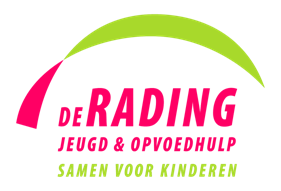 DE RADING
JEUGD & OPVOEDHULP
SAMEN VOOR KINDEREN